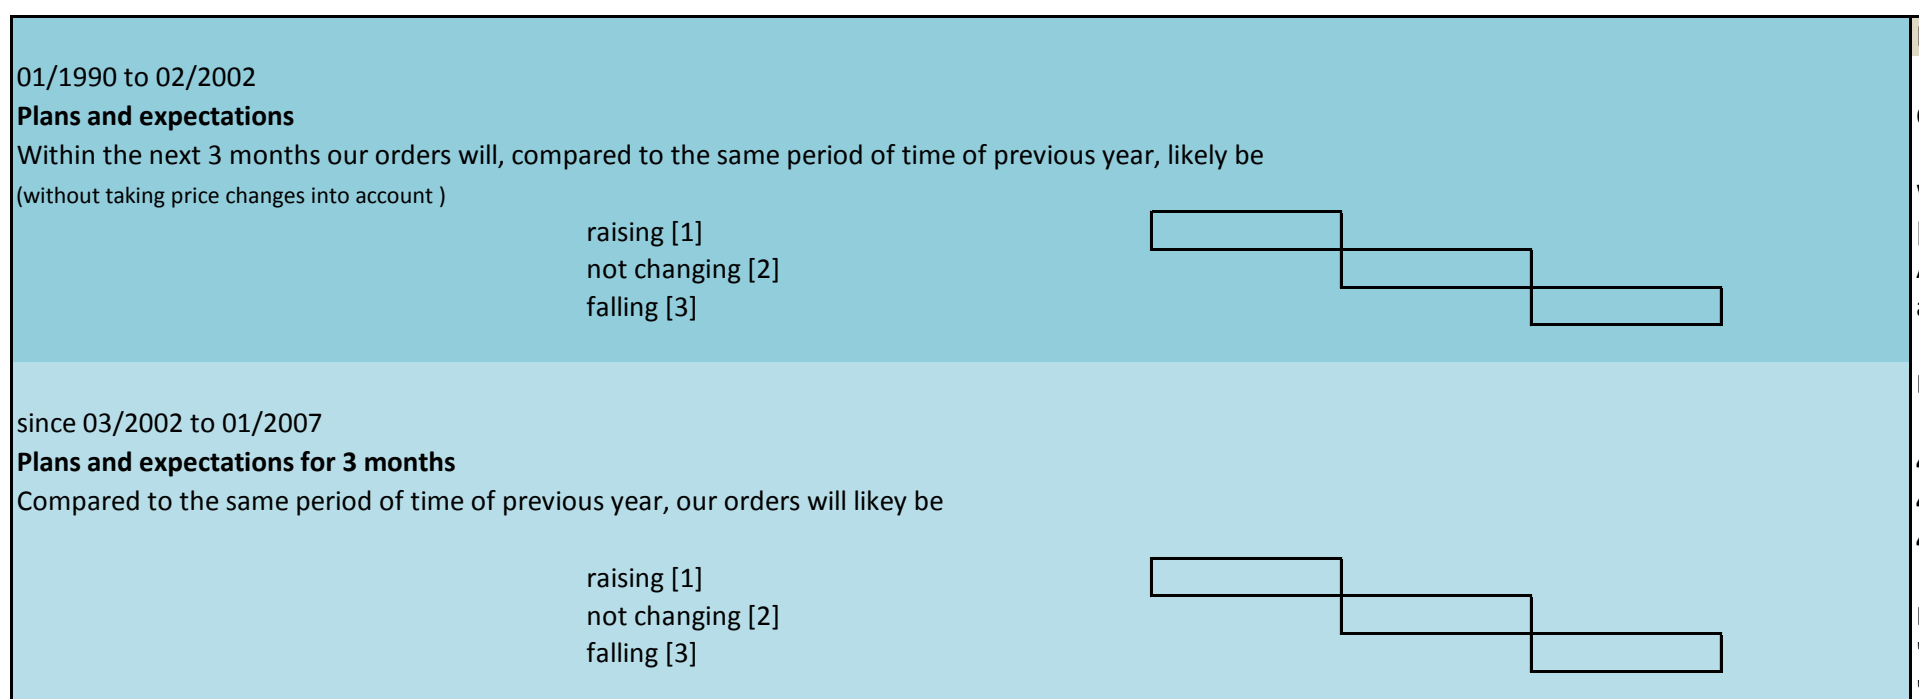 01/1990 to 02/2002
Plans and expectations
Within the next 3 months our orders will, compared to the same period of time of previous year, likely be
(without taking price changes into account )
raising [1]
not changing [2]
falling [3]
since 03/2002 to 01/2007
Plans and expectations for 3 months
Compared to the same period of time of previous year, our orders will likey be
raising [1]
not changing [2]
falling [3]